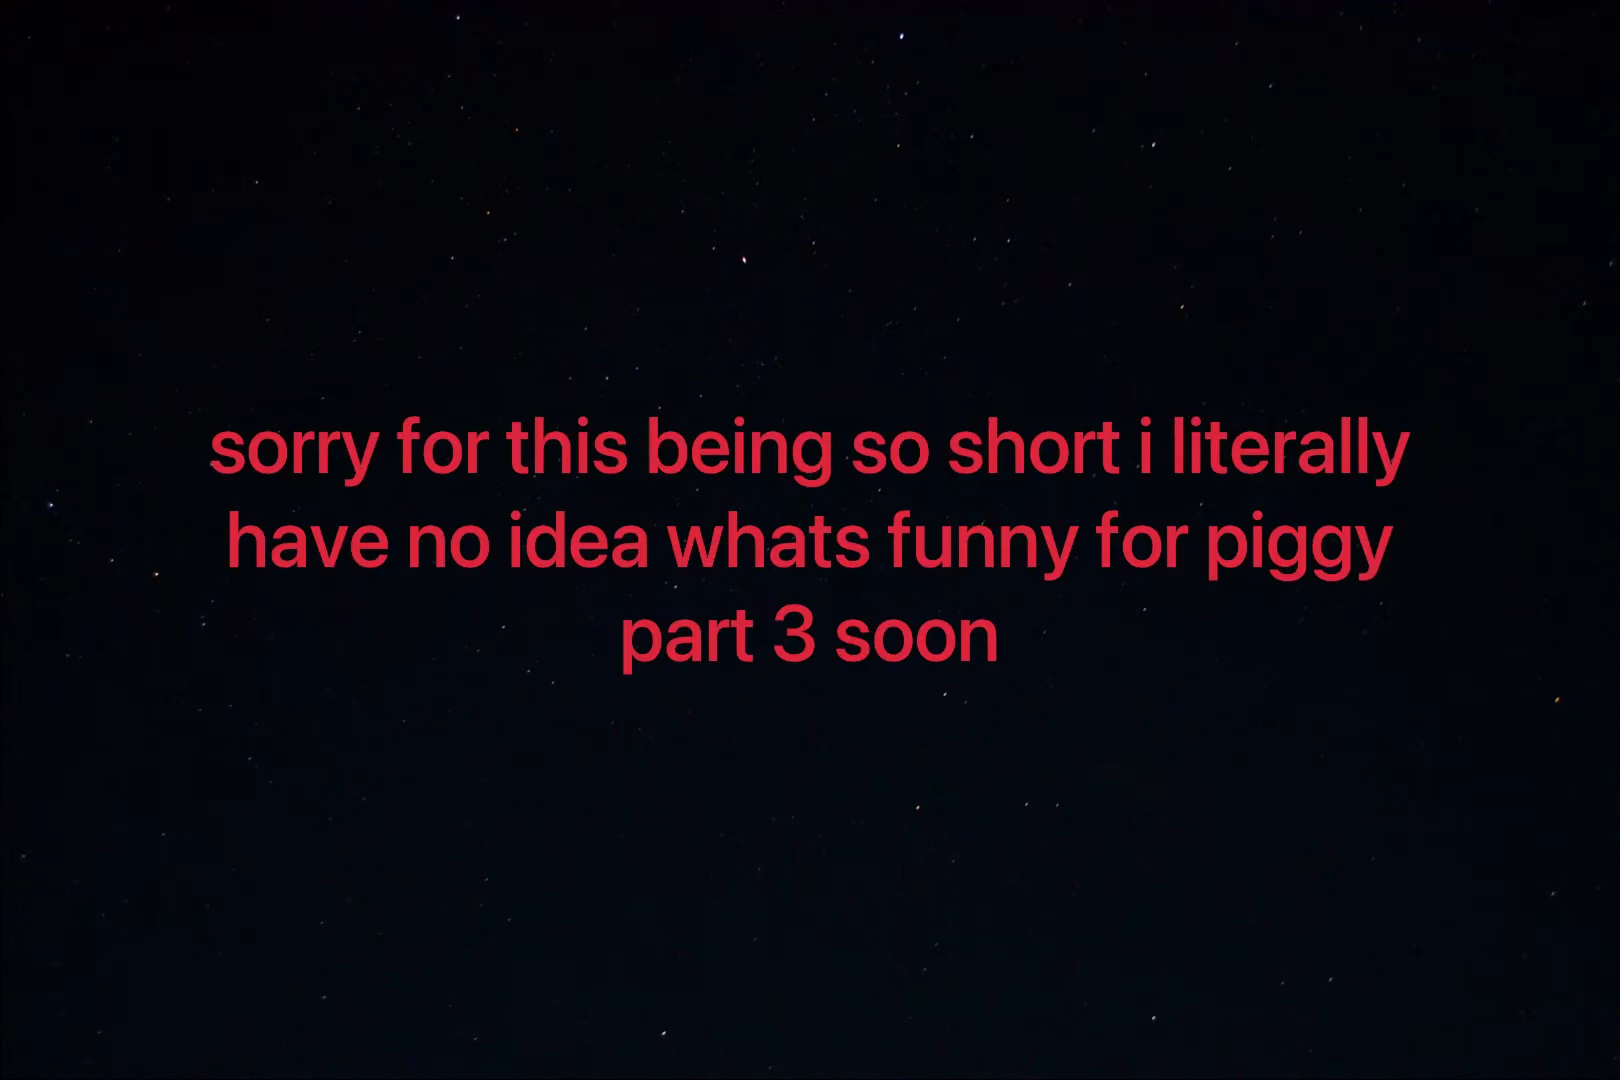 sorry for this being so short i literally
have no idea whats funny for piggy
part 3 soon